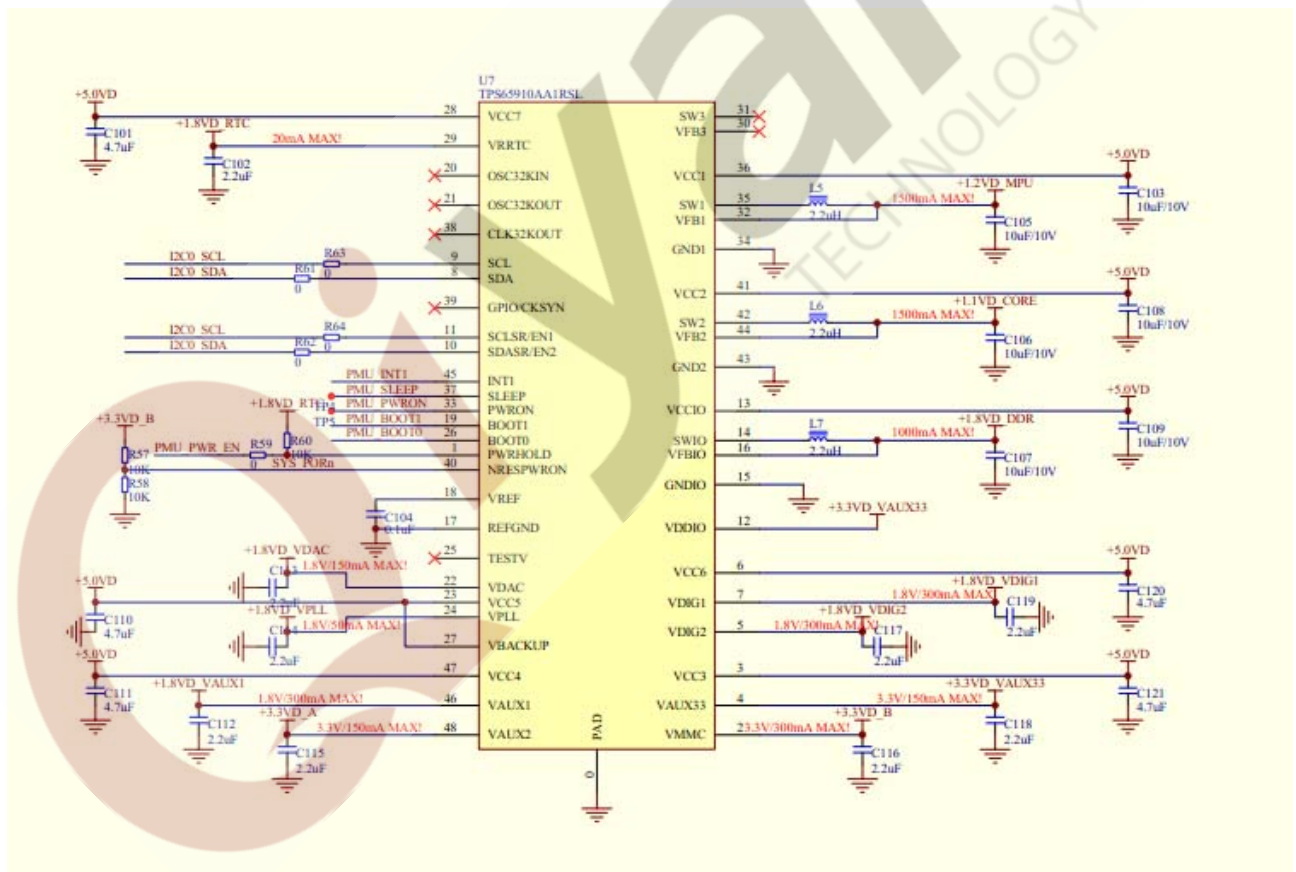 U7
TPS65910AA1RSL
+5.0VD
C101
4.7uF
28 VCC7
+1.8VD_RTC
20mA MAX!
C102
2.2uF
29 VRRTC
20 OSC32KIN
21 OSC32KOUT
38 CLK32KOUT
I2C0_SCL R63 0 9 SCL
I2C0_SDA R61 0 8 SDA
39 GPIO/CKSYN
I2C0_SCL R64 0 11 SCLSR/EN1
I2C0_SDA R62 0 10 SDASR/EN2
PMU_INT1 45 INT1
PMU_SLEEP 37 SLEEP
TP4 PMU_PWRON 33 PWRON
TP5 PMU_BOOT1 19 BOOT1
PMU_BOOT0 26 BOOT0
+1.8VD_RTC
R60
10K
+3.3VD_B
R57
10K
R58
10K
PMU_PWR_EN R59 0 1 PWRHOLD
SYS_PORn 40 NRESPWRON
18 VREF
C104
0.1uF
17 REFGND
25 TESTV
+1.8VD_VDAC
1.8V/150mA MAX!
2.2uF
22 VDAC
+5.0VD
C110
4.7uF
23 VCC5
+1.8VD_VPLL
1.8V/50mA MAX!
2.2uF
24 VPLL
27 VBACKUP
+5.0VD
C111
4.7uF
47 VCC4
+1.8VD_VAUX1
1.8V/300mA MAX!
C112
2.2uF
46 VAUX1
+3.3VD_A
3.3V/150mA MAX!
C115
2.2uF
48 VAUX2
PAD
0
SW3 31
VFB3 30
VCC1 36
+5.0VD
C103
10uF/10V
SW1 35
L5
2.2uH
1500mA MAX!
+1.2VD_MPU
C105
10uF/10V
VFB1 32
GND1 34
VCC2 41
+5.0VD
C108
10uF/10V
SW2 42
L6
2.2uH
1500mA MAX!
+1.1VD_CORE
C106
10uF/10V
VFB2 44
GND2 43
VCCIO 13
+5.0VD
C109
10uF/10V
SWIO 14
L7
2.2uH
1000mA MAX!
+1.8VD_DDR
C107
10uF/10V
VFBIO 16
GNDIO 15
VDDIO 12
+3.3VD_VAUX33
VCC6 6
+5.0VD
C120
4.7uF
VDIG1 7
1.8V/300mA MAX!
+1.8VD_VDIG1
C119
2.2uF
VDIG2 5
1.8V/300mA MAX!
+1.8VD_VDIG2
C117
2.2uF
VCC3 3
+5.0VD
C121
4.7uF
VAUX33 4
3.3V/150mA MAX!
+3.3VD_VAUX33
C118
2.2uF
VMMC 2
3.3V/300mA MAX!
+3.3VD_B
C116
2.2uF
TECHNOLOGY